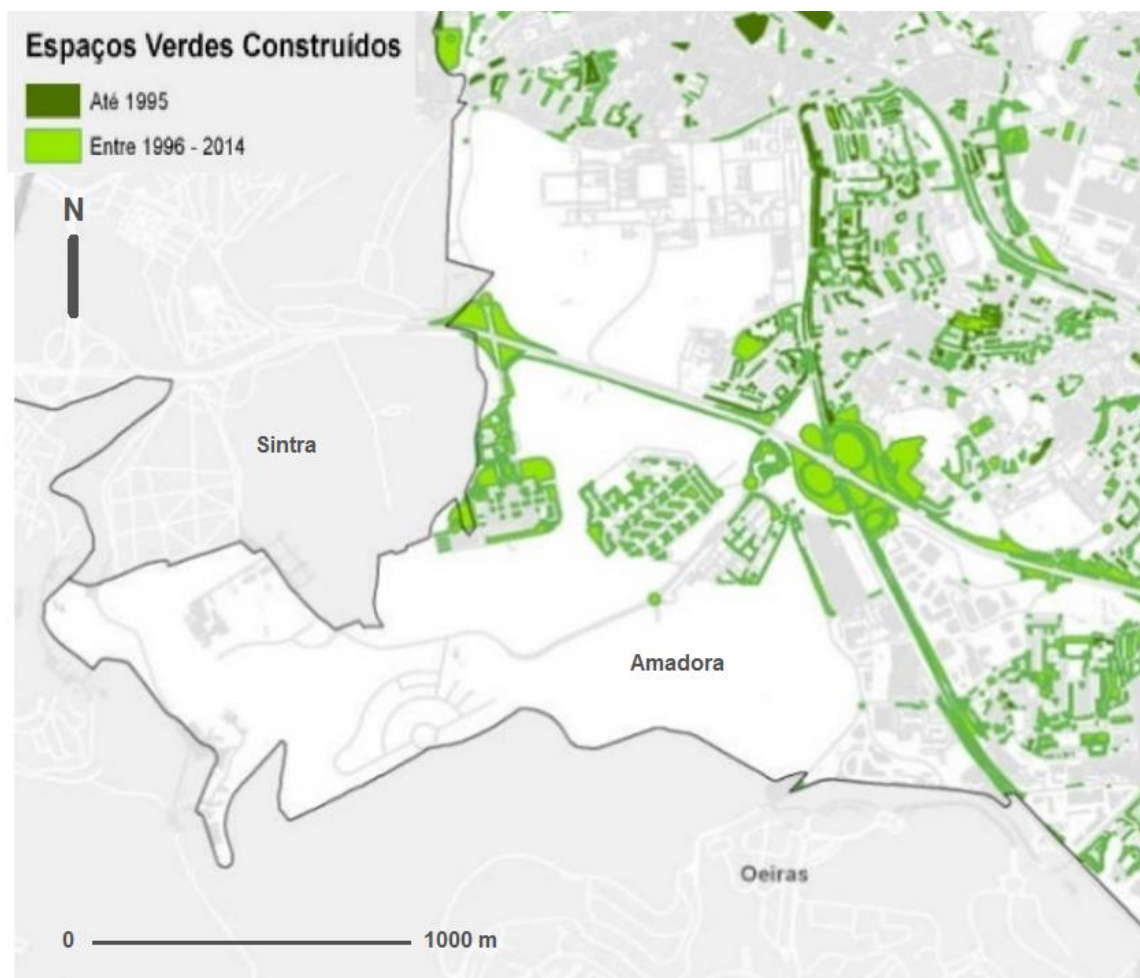 Espaços Verdes Construídos
Até 1995
Entre 1996 - 2014
N
Sintra
Amadora
Oeiras
0 1000 m